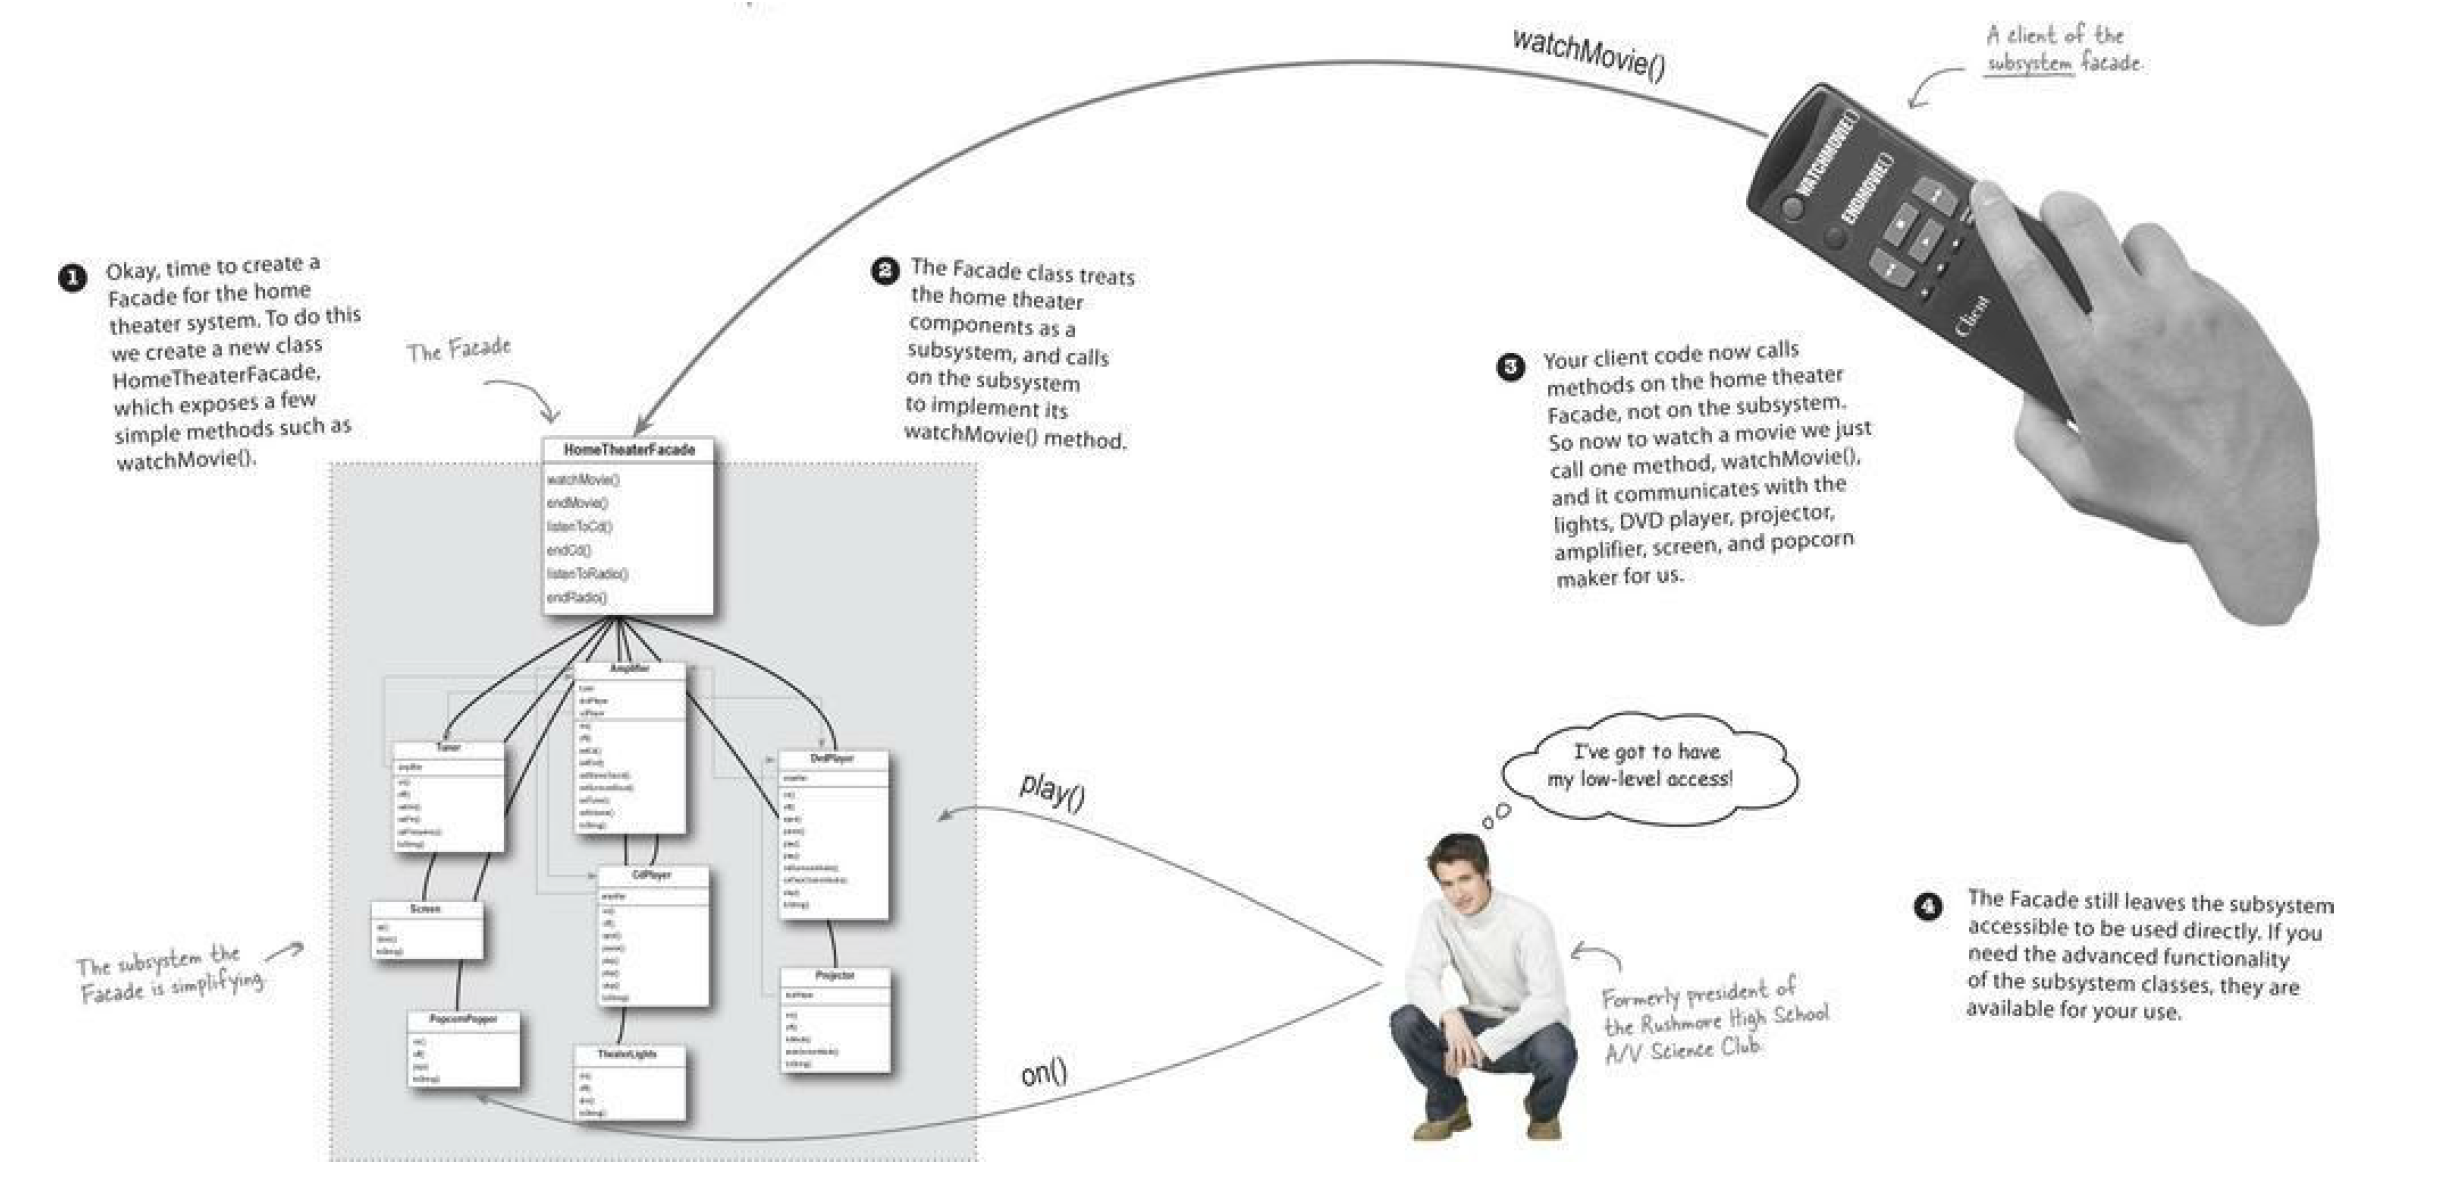 watchMovie()
A client of the
subsystem facade.
WATCHMOVIE()
ENDMOVIE()
Client
1
Okay, time to create a
Facade for the home
theater system. To do this
we create a new class
HomeTheaterFacade,
which exposes a few
simple methods such as
watchMovie().
The Facade
2
The Facade class treats
the home theater
components as a
subsystem, and calls
on the subsystem
to implement its
watchMovie() method.
3
Your client code now calls
methods on the home theater
Facade, not on the subsystem.
So now to watch a movie we just
call one method, watchMovie(),
and it communicates with the
lights, DVD player, projector,
amplifier, screen, and popcorn
maker for us.
HomeTheaterFacade
watchMovie()
endMovie()
listenToCd()
endCd()
listenToRadio()
endRadio()
Amplifier
Tuner
DvdPlayer
CdPlayer
Screen
Projector
PopcornPopper
TheaterLights
The subsystem the
Facade is simplifying.
play()
on()
I've got to have
my low-level access!
Formerly president of
the Rushmore High School
A/V Science Club.
4
The Facade still leaves the subsystem
accessible to be used directly. If you
need the advanced functionality
of the subsystem classes, they are
available for your use.